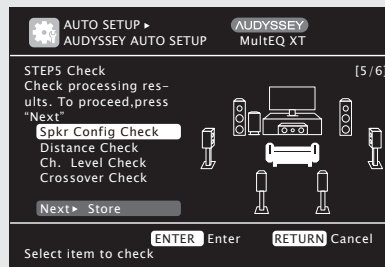 AUTO SETUP ▸
AUDYSSEY AUTO SETUP
AUDYSSEY
MultEQ XT
STEP5 Check
[5/6]
Check processing res-
ults. To proceed,press
“Next”
Spkr Config Check
Distance Check
Ch. Level Check
Crossover Check
Next▸ Store
ENTER Enter
RETURN Cancel
Select item to check